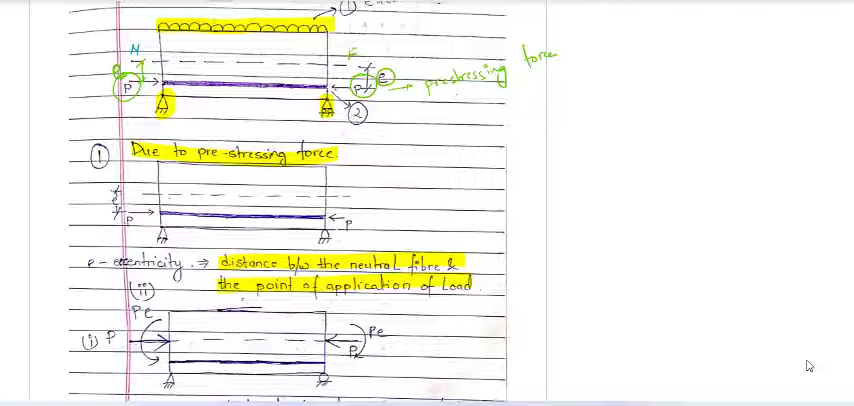 ①
N F
e P P e → prestressing force
②
① Due to pre-stressing force
e
P P
e - eccentricity. ⇒ distance b/w the neutral fibre &
the point of application of Load.
(ii)
Pe Pe
(i) P P